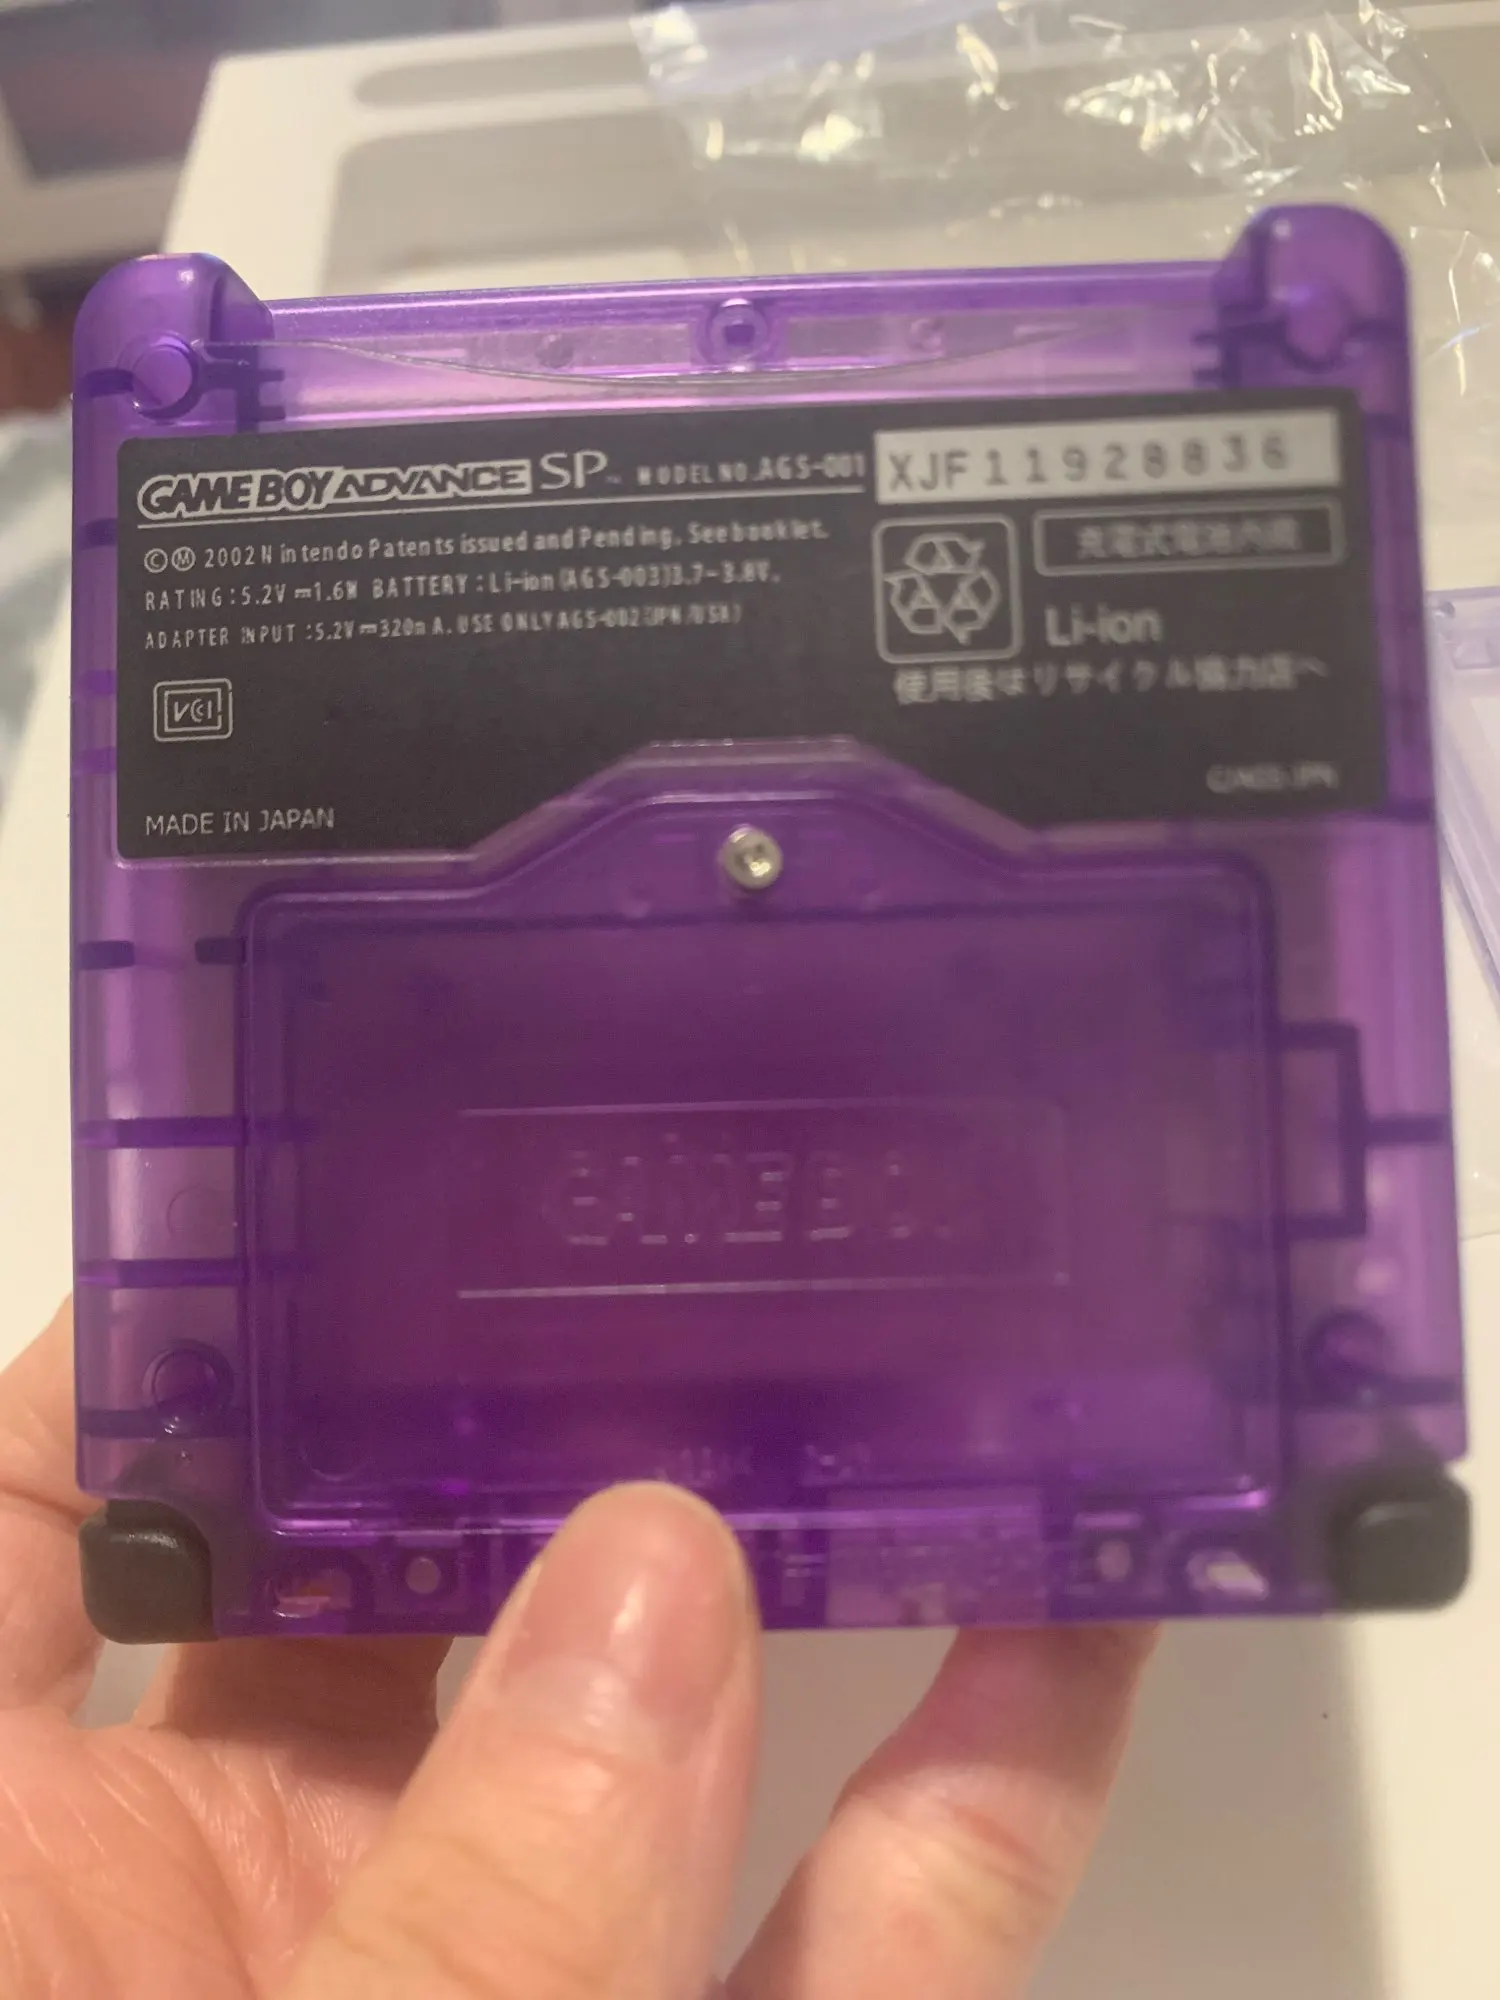 GAME BOY ADVANCE SP™ MODEL NO. AGS-001
XJF11928836
©Ⓜ 2002 Nintendo Patents issued and Pending. See booklet.
RATING : 5.2V⎓1.6W BATTERY : Li-ion (AGS-003) 3.7-3.8V.
ADAPTER INPUT : 5.2V⎓320mA. USE ONLY AGS-002 (JPN/USA)
充電式電池内蔵
Li-ion
使用後はリサイクル協力店へ
VCI
MADE IN JAPAN
GAME BOY